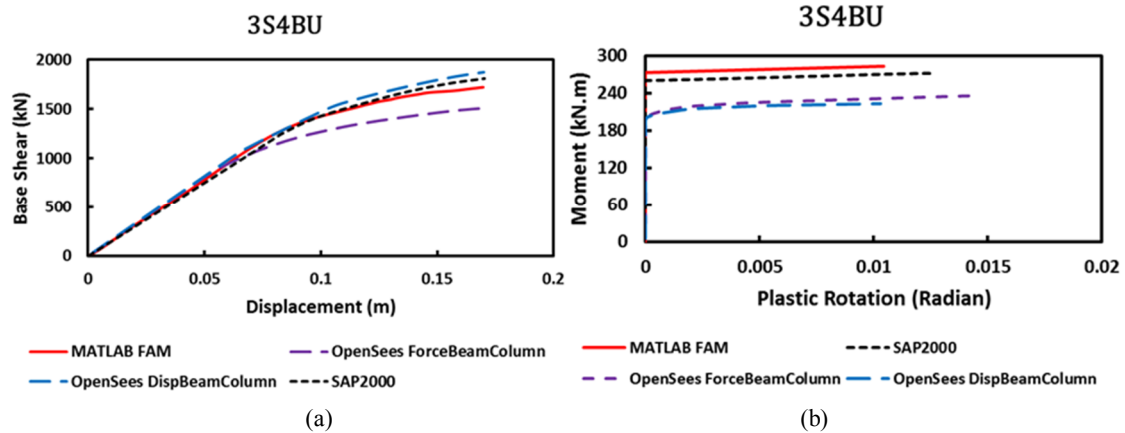 3S4BU
2000
1500
1000
500
0
0
0.05
0.1
0.15
0.2
Base Shear (kN)
Displacement (m)
MATLAB FAM
OpenSees ForceBeamColumn
OpenSees DispBeamColumn
SAP2000
(a)
3S4BU
300
240
180
120
60
0
0
0.005
0.01
0.015
0.02
Moment (kN.m)
Plastic Rotation (Radian)
MATLAB FAM
SAP2000
OpenSees ForceBeamColumn
OpenSees DispBeamColumn
(b)